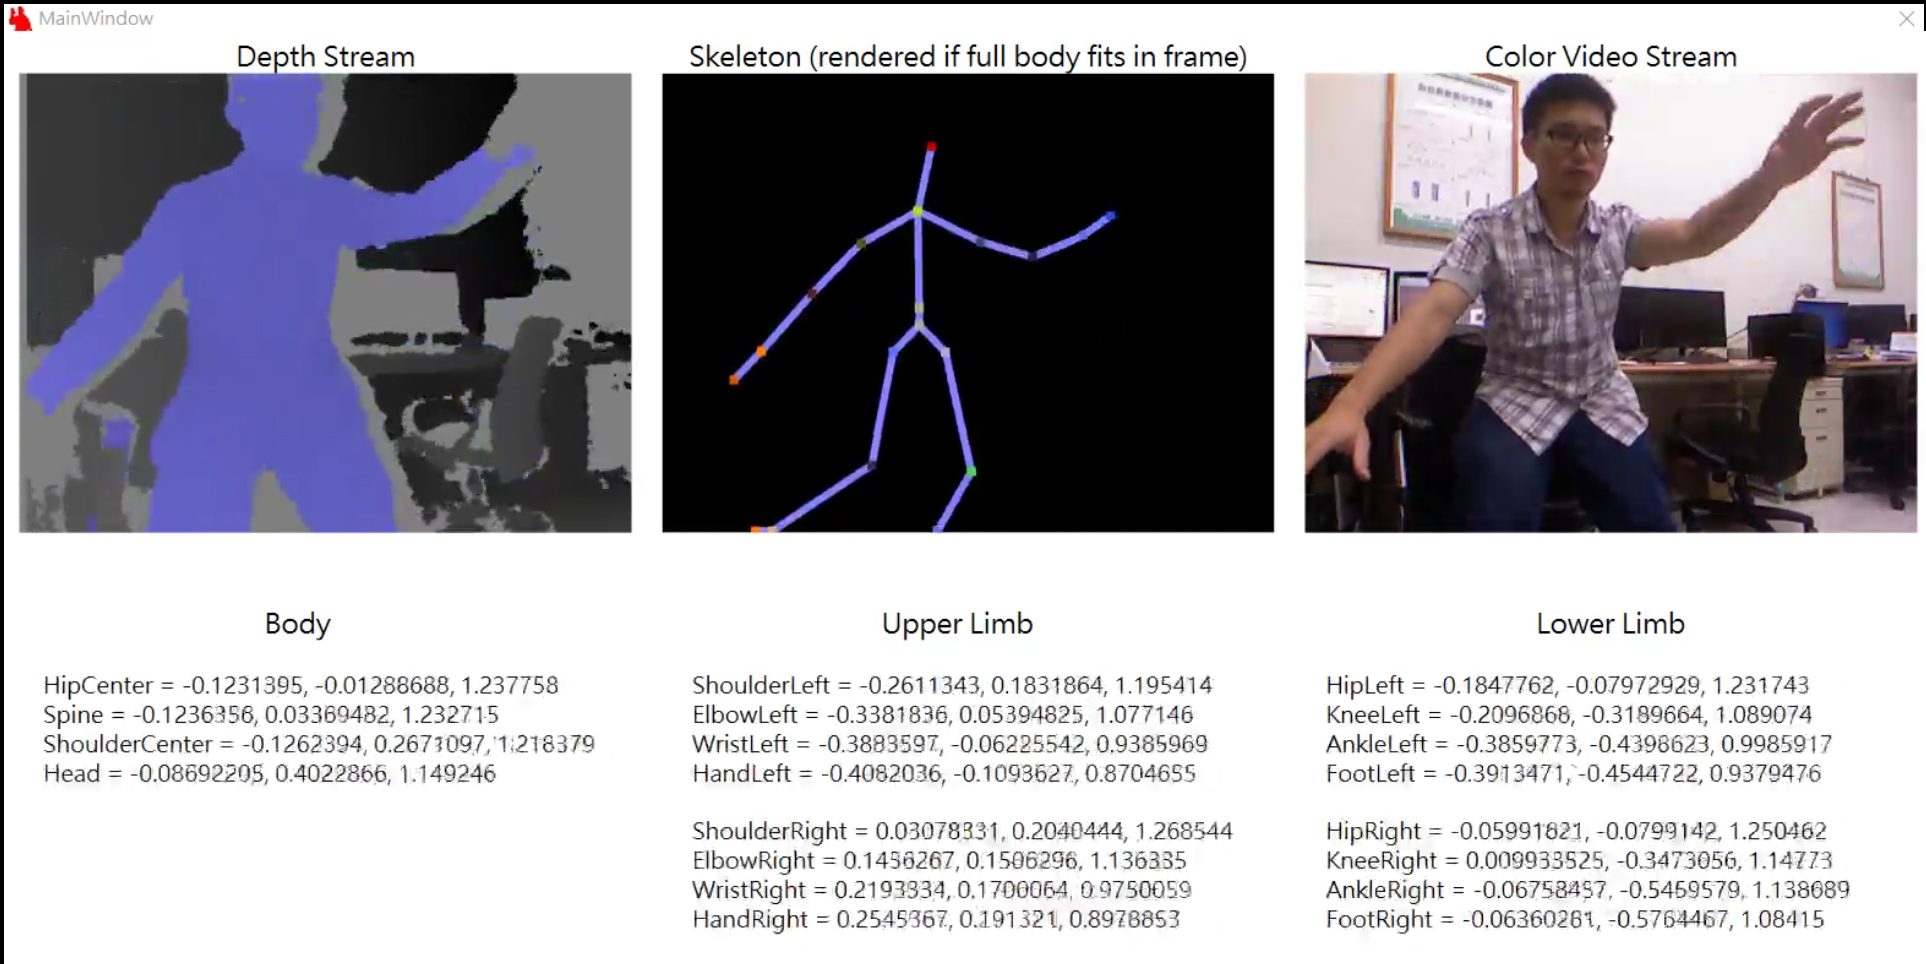 MainWindow
Depth Stream
Skeleton (rendered if full body fits in frame)
Color Video Stream
Body
HipCenter = -0.1231395, -0.01288688, 1.237758
Spine = -0.1236358, 0.03369482, 1.232715
ShoulderCenter = -0.1262394, 0.2671097, 1.218379
Head = -0.08692205, 0.4022866, 1.149246
Upper Limb
ShoulderLeft = -0.2611343, 0.1831864, 1.195414
ElbowLeft = -0.3381836, 0.05394825, 1.077146
WristLeft = -0.3883597, -0.06225542, 0.9385969
HandLeft = -0.4082036, -0.1093627, 0.8704655
ShoulderRight = 0.03078331, 0.2040444, 1.268544
ElbowRight = 0.1436267, 0.1506296, 1.136335
WristRight = 0.2193834, 0.1700064, 0.9750059
HandRight = 0.2545367, 0.191321, 0.8978853
Lower Limb
HipLeft = -0.1847762, -0.07972929, 1.231743
KneeLeft = -0.2096868, -0.3189664, 1.089074
AnkleLeft = -0.3859773, -0.4398623, 0.9985917
FootLeft = -0.3913471, -0.4544722, 0.9379476
HipRight = -0.05991821, -0.0799142, 1.250462
KneeRight = 0.009933525, -0.3473056, 1.14773
AnkleRight = -0.06758457, -0.5459579, 1.138689
FootRight = -0.06360281, -0.5764467, 1.08415